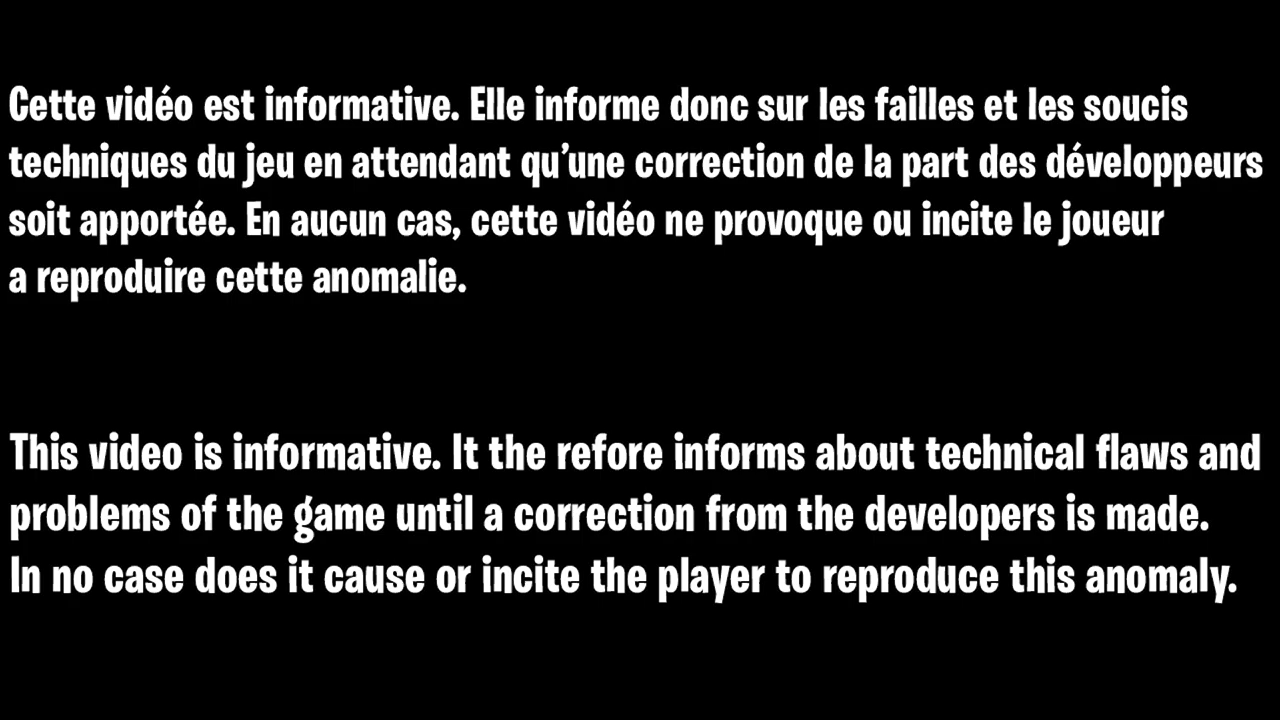 Cette vidéo est informative. Elle informe donc sur les failles et les soucis
techniques du jeu en attendant qu’une correction de la part des développeurs
soit apportée. En aucun cas, cette vidéo ne provoque ou incite le joueur
a reproduire cette anomalie.
This video is informative. It the refore informs about technical flaws and
problems of the game until a correction from the developers is made.
In no case does it cause or incite the player to reproduce this anomaly.